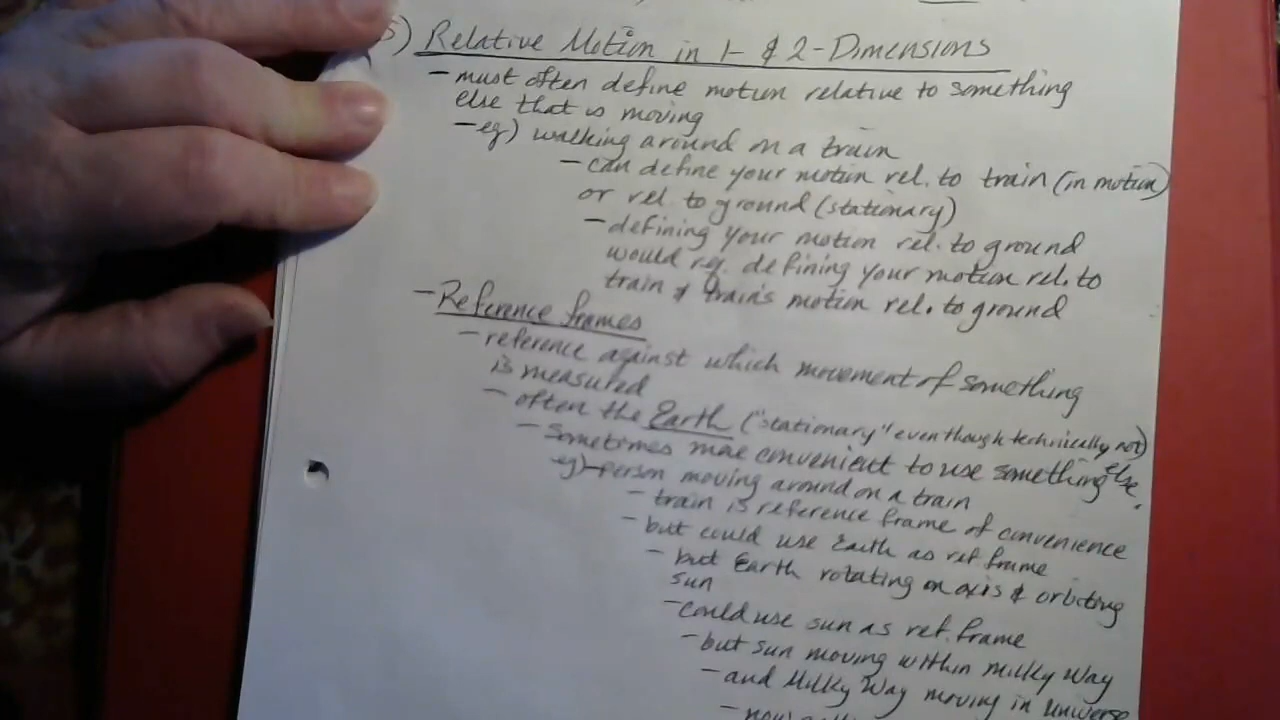 5) Relative Motion in 1- & 2-Dimensions
- must often define motion relative to something
else that is moving
- eg) walking around on a train
- can define your motion rel. to train (in motion)
or rel. to ground (stationary)
- defining your motion rel. to ground
would req. defining your motion rel. to
train & train's motion rel. to ground
- Reference frames
- reference against which movement of something
is measured
- often the Earth ("stationary" even though technically not)
- sometimes more convenient to use something else.
eg) - person moving around on a train
- train is reference frame of convenience
- but could use Earth as ref. frame
- but Earth rotating on axis & orbiting
sun
- could use sun as ref. frame
- but sun moving within Milky Way
- and Milky Way moving in Universe
- now